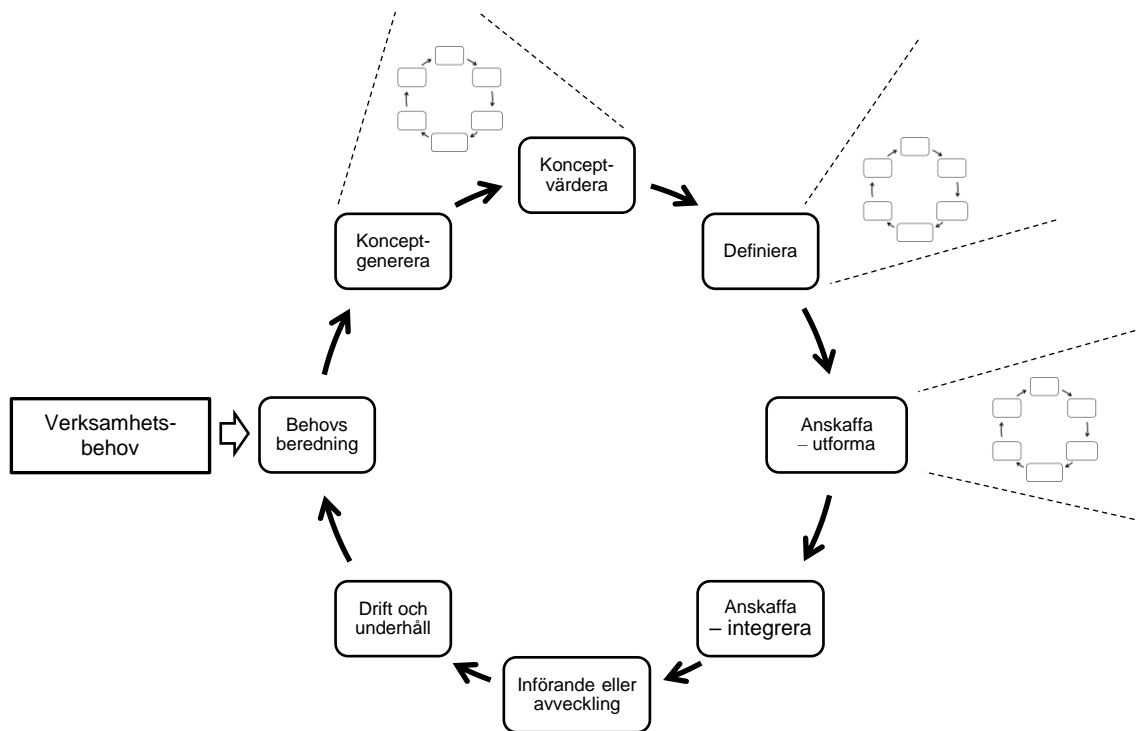 Koncept-
värdera
Koncept-
generera
Definiera
Verksamhets-
behov
Behovs
beredning
Anskaffa
– utforma
Drift och
underhåll
Anskaffa
– integrera
Införande eller
avveckling